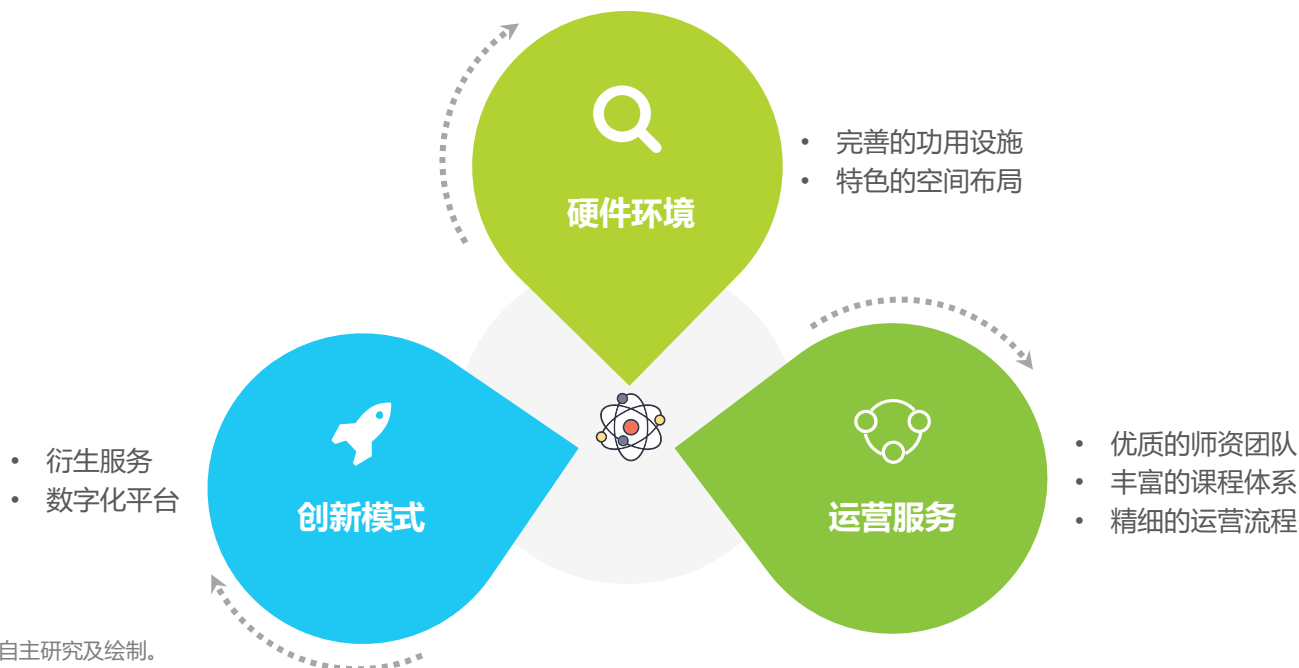 硬件环境
• 完善的功用设施
• 特色的空间布局
创新模式
• 衍生服务
• 数字化平台
运营服务
• 优质的师资团队
• 丰富的课程体系
• 精细的运营流程
自主研究及绘制。